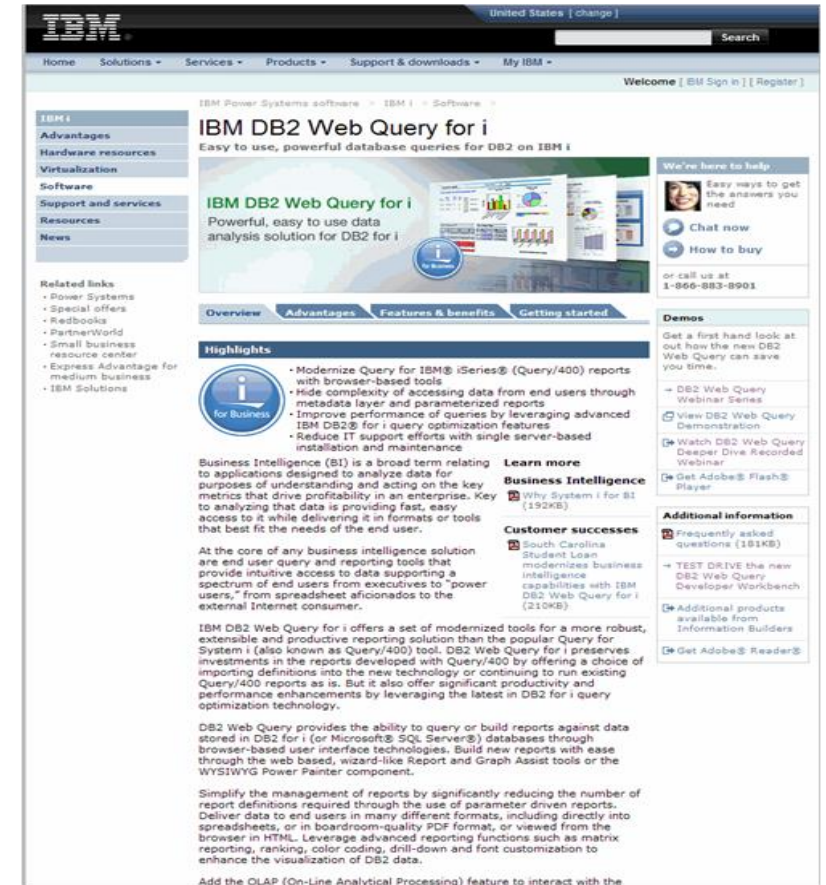 United States [ change ]
IBM
Search
Home Solutions Services Products Support & downloads My IBM
Welcome [ IBM Sign in ] [ Register ]
IBM Power Systems software > IBM i > Software >
IBM i
Advantages
Hardware resources
Virtualization
Software
Support and services
Resources
News
Related links
· Power Systems
· Special offers
· Redbooks
· PartnerWorld
· Small business
resource center
· Express Advantage for
medium business
· IBM Solutions
IBM DB2 Web Query for i
Easy to use, powerful database queries for DB2 on IBM i
IBM DB2 Web Query for i
Powerful, easy to use data
analysis solution for DB2 for i
i
for Business
Overview Advantages Features & benefits Getting started
Highlights
i
for Business
· Modernize Query for IBM® iSeries® (Query/400) reports
with browser-based tools
· Hide complexity of accessing data from end users through
metadata layer and parameterized reports
· Improve performance of queries by leveraging advanced
IBM DB2® for i query optimization features
· Reduce IT support efforts with single server-based
installation and maintenance
Business Intelligence (BI) is a broad term relating
to applications designed to analyze data for
purposes of understanding and acting on the key
metrics that drive profitability in an enterprise. Key
to analyzing that data is providing fast, easy
access to it while delivering it in formats or tools
that best fit the needs of the end user.
At the core of any business intelligence solution
are end user query and reporting tools that
provide intuitive access to data supporting a
spectrum of end users from executives to "power
users," from spreadsheet aficionados to the
external Internet consumer.
Learn more
Business Intelligence
Why System i for BI
(192KB)
Customer successes
South Carolina
Student Loan
modernizes business
intelligence
capabilities with IBM
DB2 Web Query for i
(210KB)
IBM DB2 Web Query for i offers a set of modernized tools for a more robust,
extensible and productive reporting solution than the popular Query for
System i (also known as Query/400) tool. DB2 Web Query for i preserves
investments in the reports developed with Query/400 by offering a choice of
importing definitions into the new technology or continuing to run existing
Query/400 reports as is. But it also offer significant productivity and
performance enhancements by leveraging the latest in DB2 for i query
optimization technology.
DB2 Web Query provides the ability to query or build reports against data
stored in DB2 for i (or Microsoft® SQL Server®) databases through
browser-based user interface technologies. Build new reports with ease
through the web based, wizard-like Report and Graph Assist tools or the
WYSIWYG Power Painter component.
Simplify the management of reports by significantly reducing the number of
report definitions required through the use of parameter driven reports.
Deliver data to end users in many different formats, including directly into
spreadsheets, or in boardroom-quality PDF format, or viewed from the
browser in HTML. Leverage advanced reporting functions such as matrix
reporting, ranking, color coding, drill-down and font customization to
enhance the visualization of DB2 data.
Add the OLAP (On-Line Analytical Processing) feature to interact with the
We're here to help
Easy ways to get
the answers you
need
Chat now
How to buy
or call us at
1-866-883-8901
Demos
Get a first hand look at
out how the new DB2
Web Query can save
you time.
→ DB2 Web Query
Webinar Series
View DB2 Web Query
Demonstration
Watch DB2 Web Query
Deeper Dive Recorded
Webinar
Get Adobe® Flash®
Player
Additional information
Frequently asked
questions (181KB)
→ TEST DRIVE the new
DB2 Web Query
Developer Workbench
Additional products
available from
Information Builders
Get Adobe® Reader®